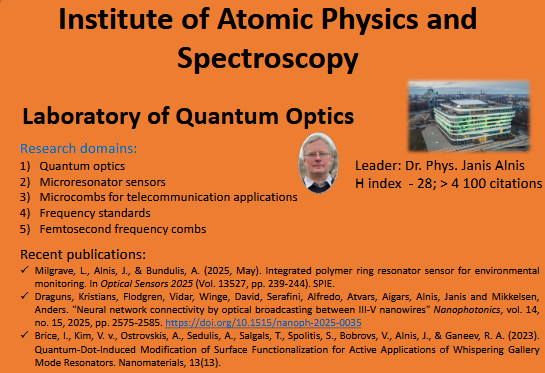 Institute of Atomic Physics and
Spectroscopy
Laboratory of Quantum Optics
Research domains:
1) Quantum optics
2) Microresonator sensors
3) Microcombs for telecommunication applications
4) Frequency standards
5) Femtosecond frequency combs
Leader: Dr. Phys. Janis Alnis
H index - 28; > 4 100 citations
Recent publications:
✓ Milgrave, L., Alnis, J., & Bundulis, A. (2025, May). Integrated polymer ring resonator sensor for environmental
monitoring. In Optical Sensors 2025 (Vol. 13527, pp. 239-244). SPIE.
✓ Draguns, Kristians, Flodgren, Vidar, Winge, David, Serafini, Alfredo, Atvars, Aigars, Alnis, Janis and Mikkelsen,
Anders. "Neural network connectivity by optical broadcasting between III-V nanowires" Nanophotonics, vol. 14,
no. 15, 2025, pp. 2575-2585. https://doi.org/10.1515/nanoph-2025-0035
✓ Brice, I., Kim, V. v., Ostrovskis, A., Sedulis, A., Salgals, T., Spolitis, S., Bobrovs, V., Alnis, J., & Ganeev, R. A. (2023).
Quantum-Dot-Induced Modification of Surface Functionalization for Active Applications of Whispering Gallery
Mode Resonators. Nanomaterials, 13(13).